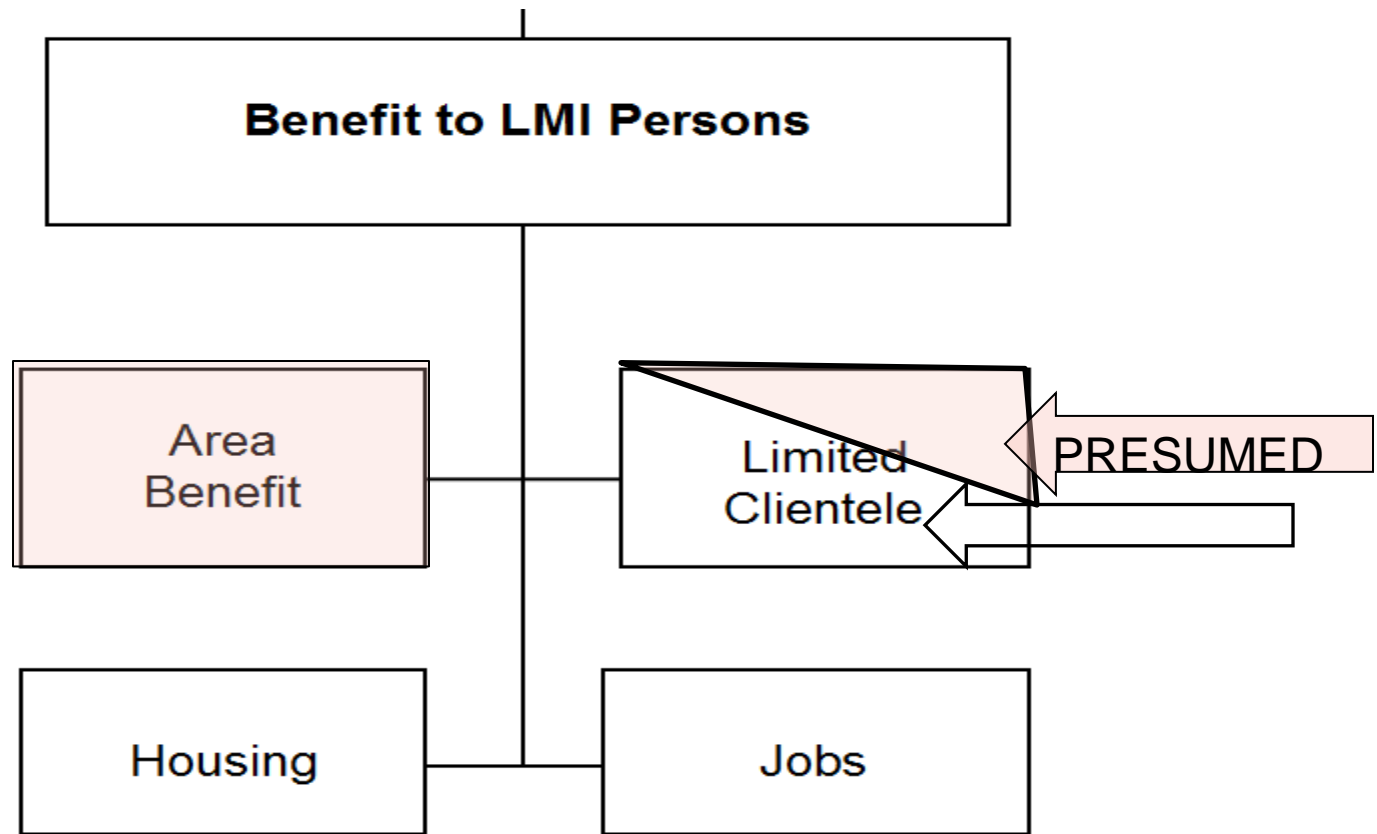 Benefit to LMI Persons
Area
Benefit
Limited
Clientele
PRESUMED
Housing
Jobs